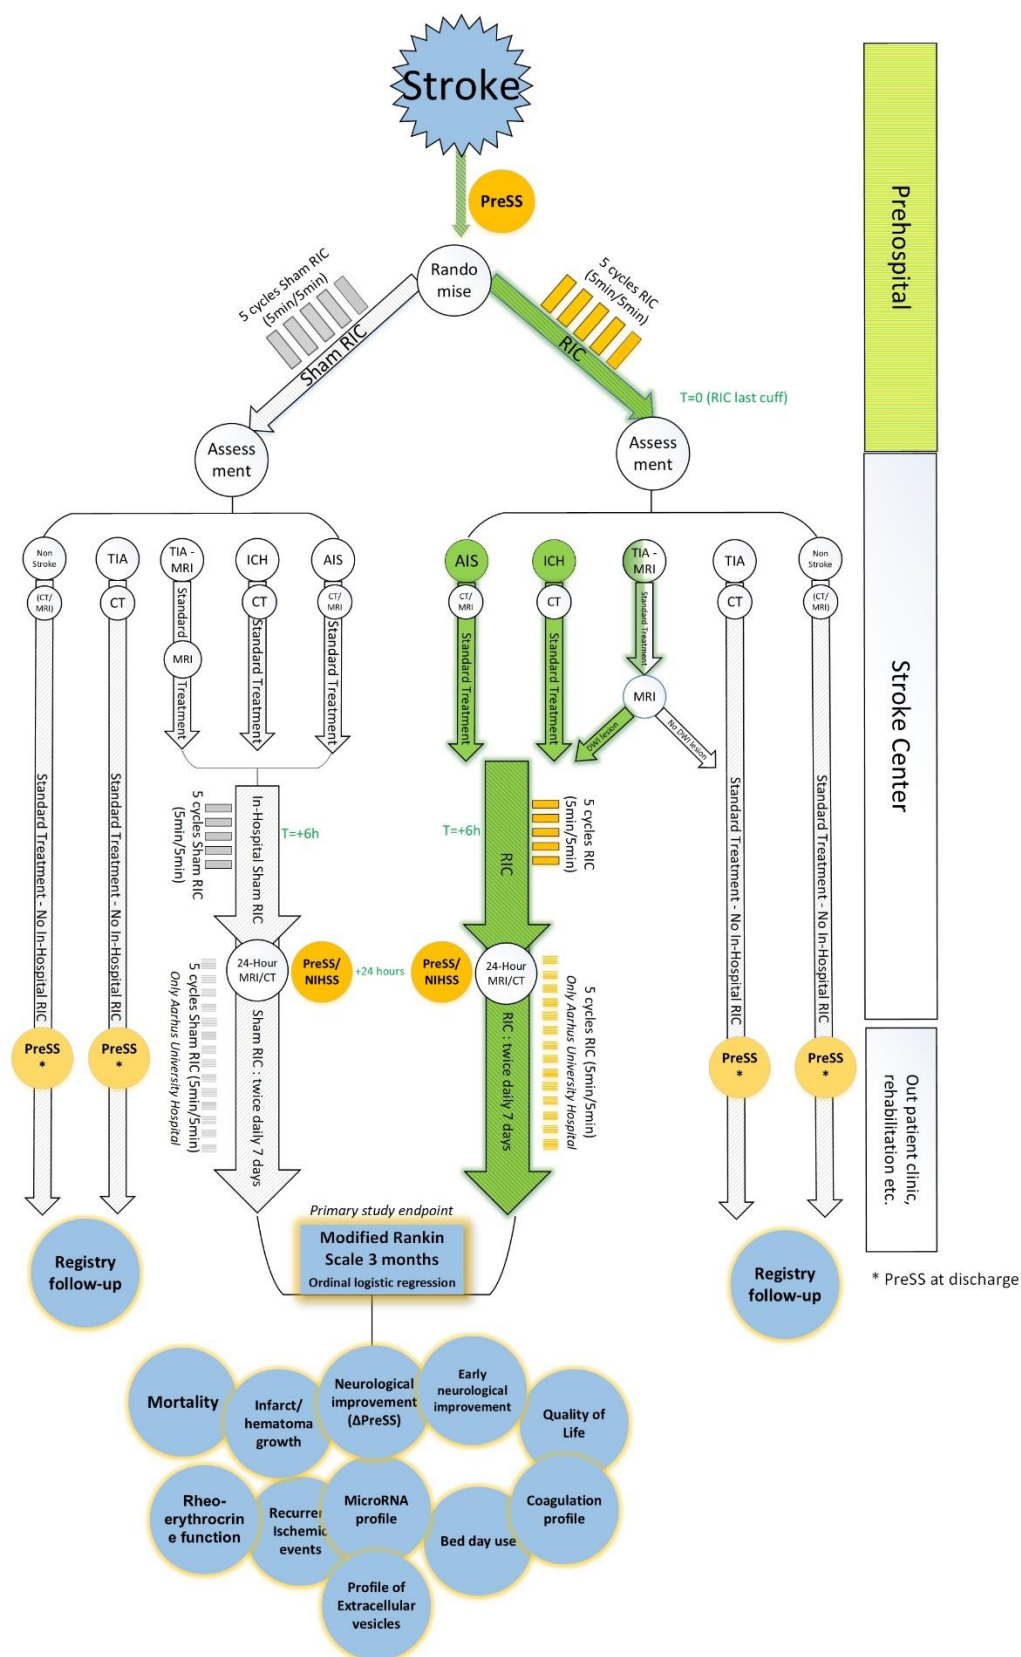 Stroke
PreSS
Rando
mise
5 cycles Sham RIC
(5min/5min)
Sham RIC
5 cycles RIC
(5min/5min)
RIC
T=0 (RIC last cuff)
Prehospital
Assess
ment
Assess
ment
Non
Stroke
(CT/
MRI)
TIA
CT
TIA -
MRI
Standard
MRI
Treatment
ICH
CT
Standard Treatment
AIS
CT/
MRI
Standard Treatment
AIS
CT/
MRI
Standard Treatment
ICH
CT
Standard Treatment
TIA -
MRI
Standard Treatment
MRI
DWI lesion
No DWI lesion
TIA
CT
Non
Stroke
(CT/
MRI)
Stroke Center
Standard Treatment - No In-Hospital RIC
Standard Treatment - No In-Hospital RIC
5 cycles Sham RIC
(5min/5min)
In-Hospital Sham RIC
T=+6h
T=+6h
RIC
5 cycles RIC
(5min/5min)
Standard Treatment - No In-Hospital RIC
Standard Treatment - No In-Hospital RIC
24-Hour
MRI/CT
PreSS/
NIHSS
+24 hours
PreSS/
NIHSS
24-Hour
MRI/CT
PreSS
*
PreSS
*
5 cycles Sham RIC (5min/5min)
Only Aarhus University Hospital
Sham RIC : twice daily 7 days
RIC : twice daily 7 days
5 cycles RIC (5min/5min)
Only Aarhus University Hospital
PreSS
*
PreSS
*
Out patient clinic,
rehabilitation etc.
Primary study endpoint
Modified Rankin
Scale 3 months
Ordinal logistic regression
Registry
follow-up
Registry
follow-up
* PreSS at discharge
Mortality
Infarct/
hematoma
growth
Neurological
improvement
(ΔPreSS)
Early
neurological
improvement
Quality of
Life
Rheo-
erythrocrin
e function
Recurren
Ischemic
events
MicroRNA
profile
Bed day use
Coagulation
profile
Profile of
Extracellular
vesicles